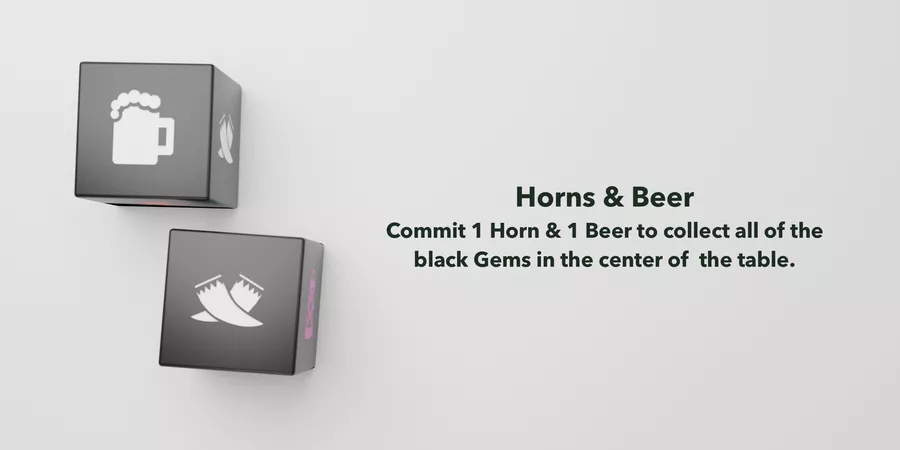 Horns & Beer
Commit 1 Horn & 1 Beer to collect all of the
black Gems in the center of  the table.